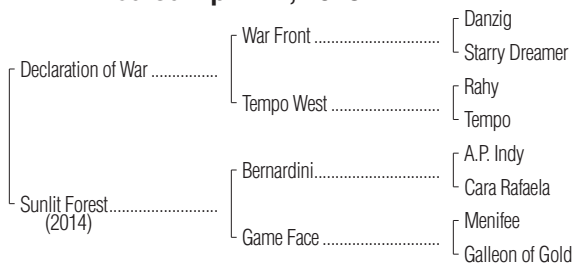 War Front ................................ Danzig
Starry Dreamer
Declaration of War ................
Tempo West ............................ Rahy
Tempo
Bernardini ................................ A.P. Indy
Cara Rafaela
Sunlit Forest ..........................
(2014)
Game Face .............................. Menifee
Galleon of Gold